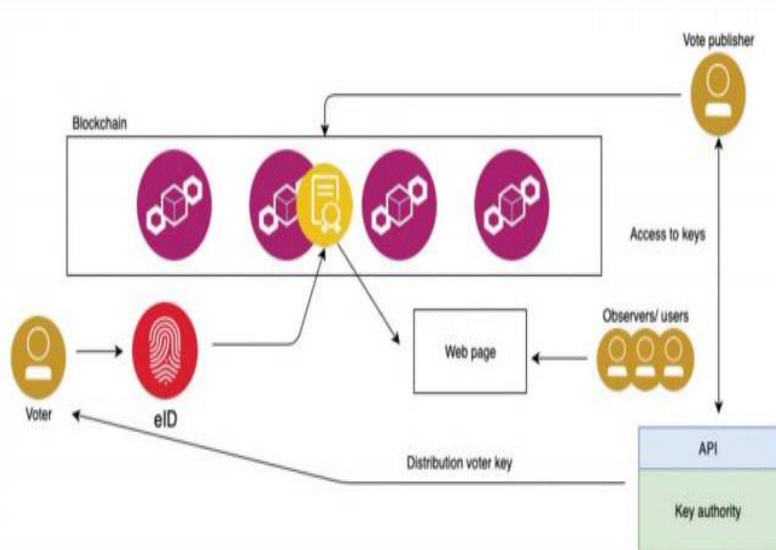 Vote publisher
Blockchain
Access to keys
Observers/ users
Web page
Voter
eID
API
Distribution voter key
Key authority